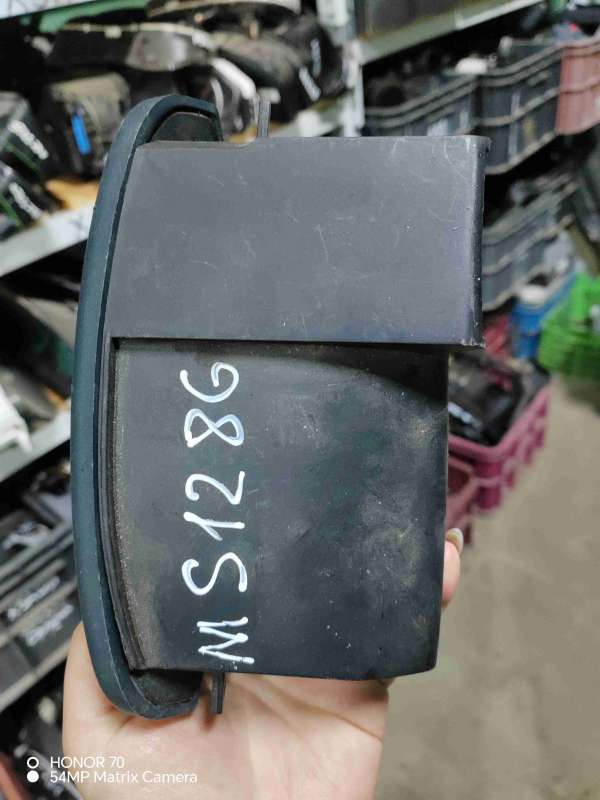 MS1286
HONOR 70
54MP Matrix Camera